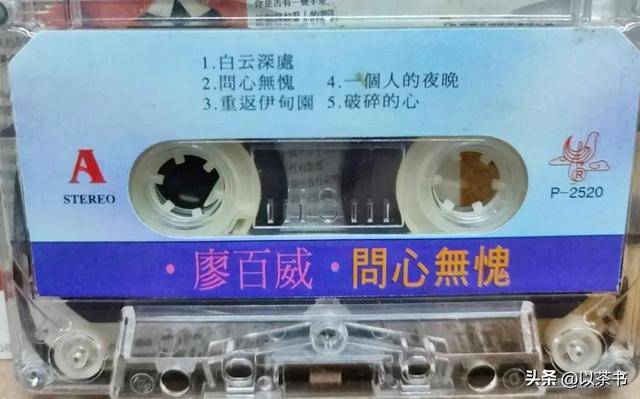 1.白云深處
2.問心無愧 4.一個人的夜晚
3.重返伊甸園 5.破碎的心
A
STEREO
R
P-2520
·廖百威·問心無愧
头条 @以茶书